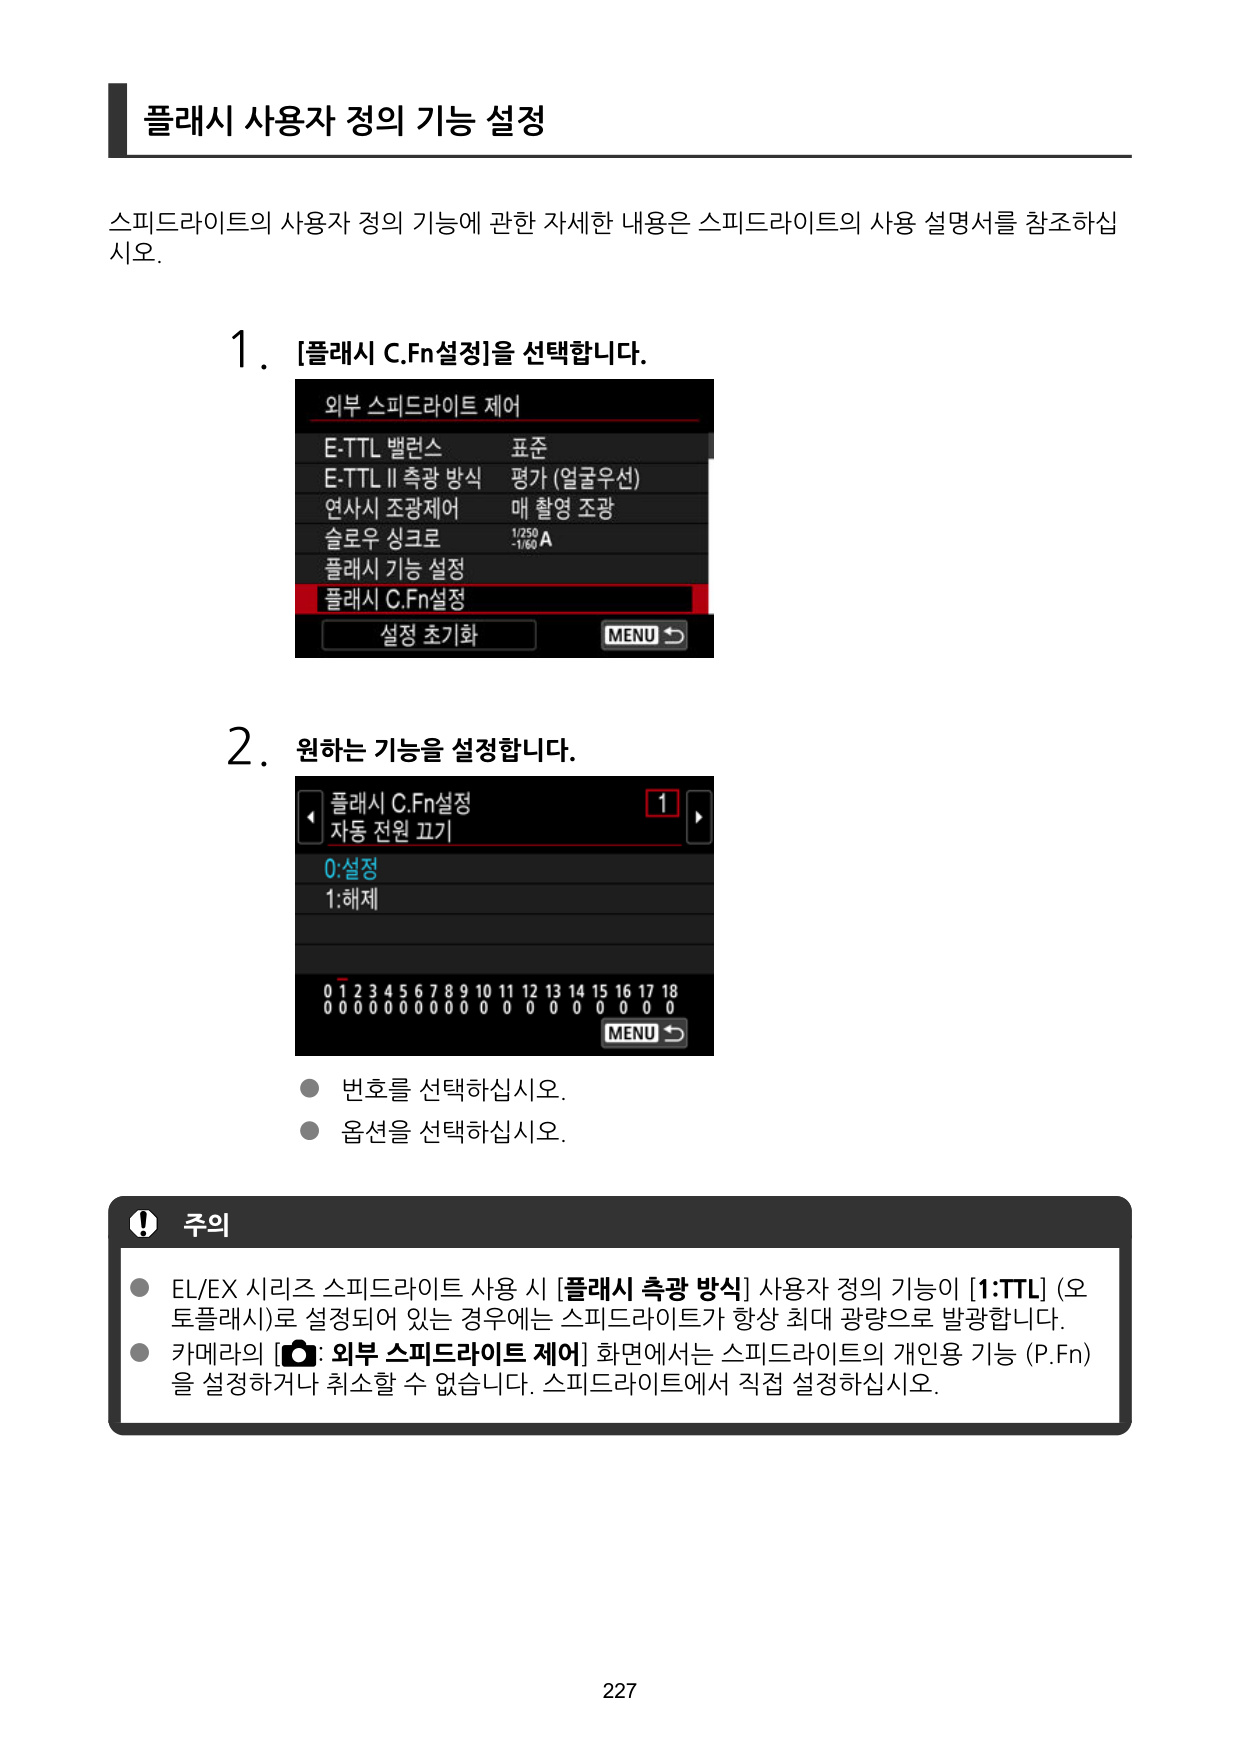 플래시 사용자 정의 기능 설정
스피드라이트의 사용자 정의 기능에 관한 자세한 내용은 스피드라이트의 사용 설명서를 참조하십
시오.
1. [플래시 C.Fn설정]을 선택합니다.
외부 스피드라이트 제어
E-TTL 밸런스 표준
E-TTL II 측광 방식 평가 (얼굴우선)
연사시 조광제어 매 촬영 조광
슬로우 싱크로 1/250-1/60 A
플래시 기능 설정
플래시 C.Fn설정
설정 초기화 MENU
2. 원하는 기능을 설정합니다.
플래시 C.Fn설정 1
자동 전원 끄기
0:설정
1:해제
0 1 2 3 4 5 6 7 8 9 10 11 12 13 14 15 16 17 18
0 0 0 0 0 0 0 0 0 0 0 0 0 0 0 0 0 0 0
MENU
● 번호를 선택하십시오.
● 옵션을 선택하십시오.
주의
● EL/EX 시리즈 스피드라이트 사용 시 [플래시 측광 방식] 사용자 정의 기능이 [1:TTL] (오
토플래시)로 설정되어 있는 경우에는 스피드라이트가 항상 최대 광량으로 발광합니다.
● 카메라의 [: 외부 스피드라이트 제어] 화면에서는 스피드라이트의 개인용 기능 (P.Fn)
을 설정하거나 취소할 수 없습니다. 스피드라이트에서 직접 설정하십시오.
227